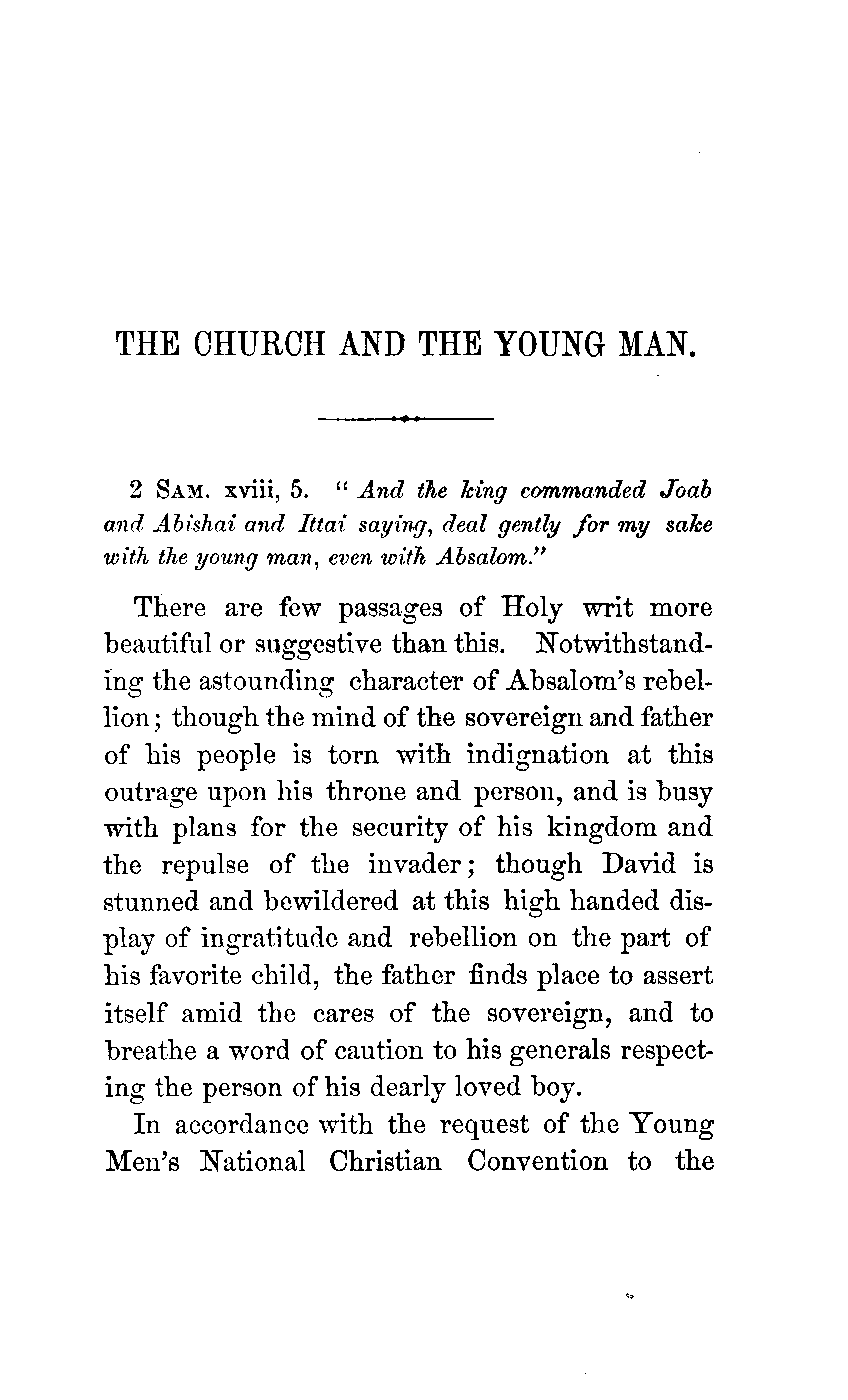 THE CHURCH AND THE YOUNG MAN.
2 SAM. xviii, 5. “ And the king commanded Joab
and Abishai and Ittai saying, deal gently for my sake
with the young man, even with Absalom.”
There are few passages of Holy writ more
beautiful or suggestive than this. Notwithstand-
ing the astounding character of Absalom’s rebel-
lion; though the mind of the sovereign and father
of his people is torn with indignation at this
outrage upon his throne and person, and is busy
with plans for the security of his kingdom and
the repulse of the invader; though David is
stunned and bewildered at this high handed dis-
play of ingratitude and rebellion on the part of
his favorite child, the father finds place to assert
itself amid the cares of the sovereign, and to
breathe a word of caution to his generals respect-
ing the person of his dearly loved boy.
In accordance with the request of the Young
Men’s National Christian Convention to the